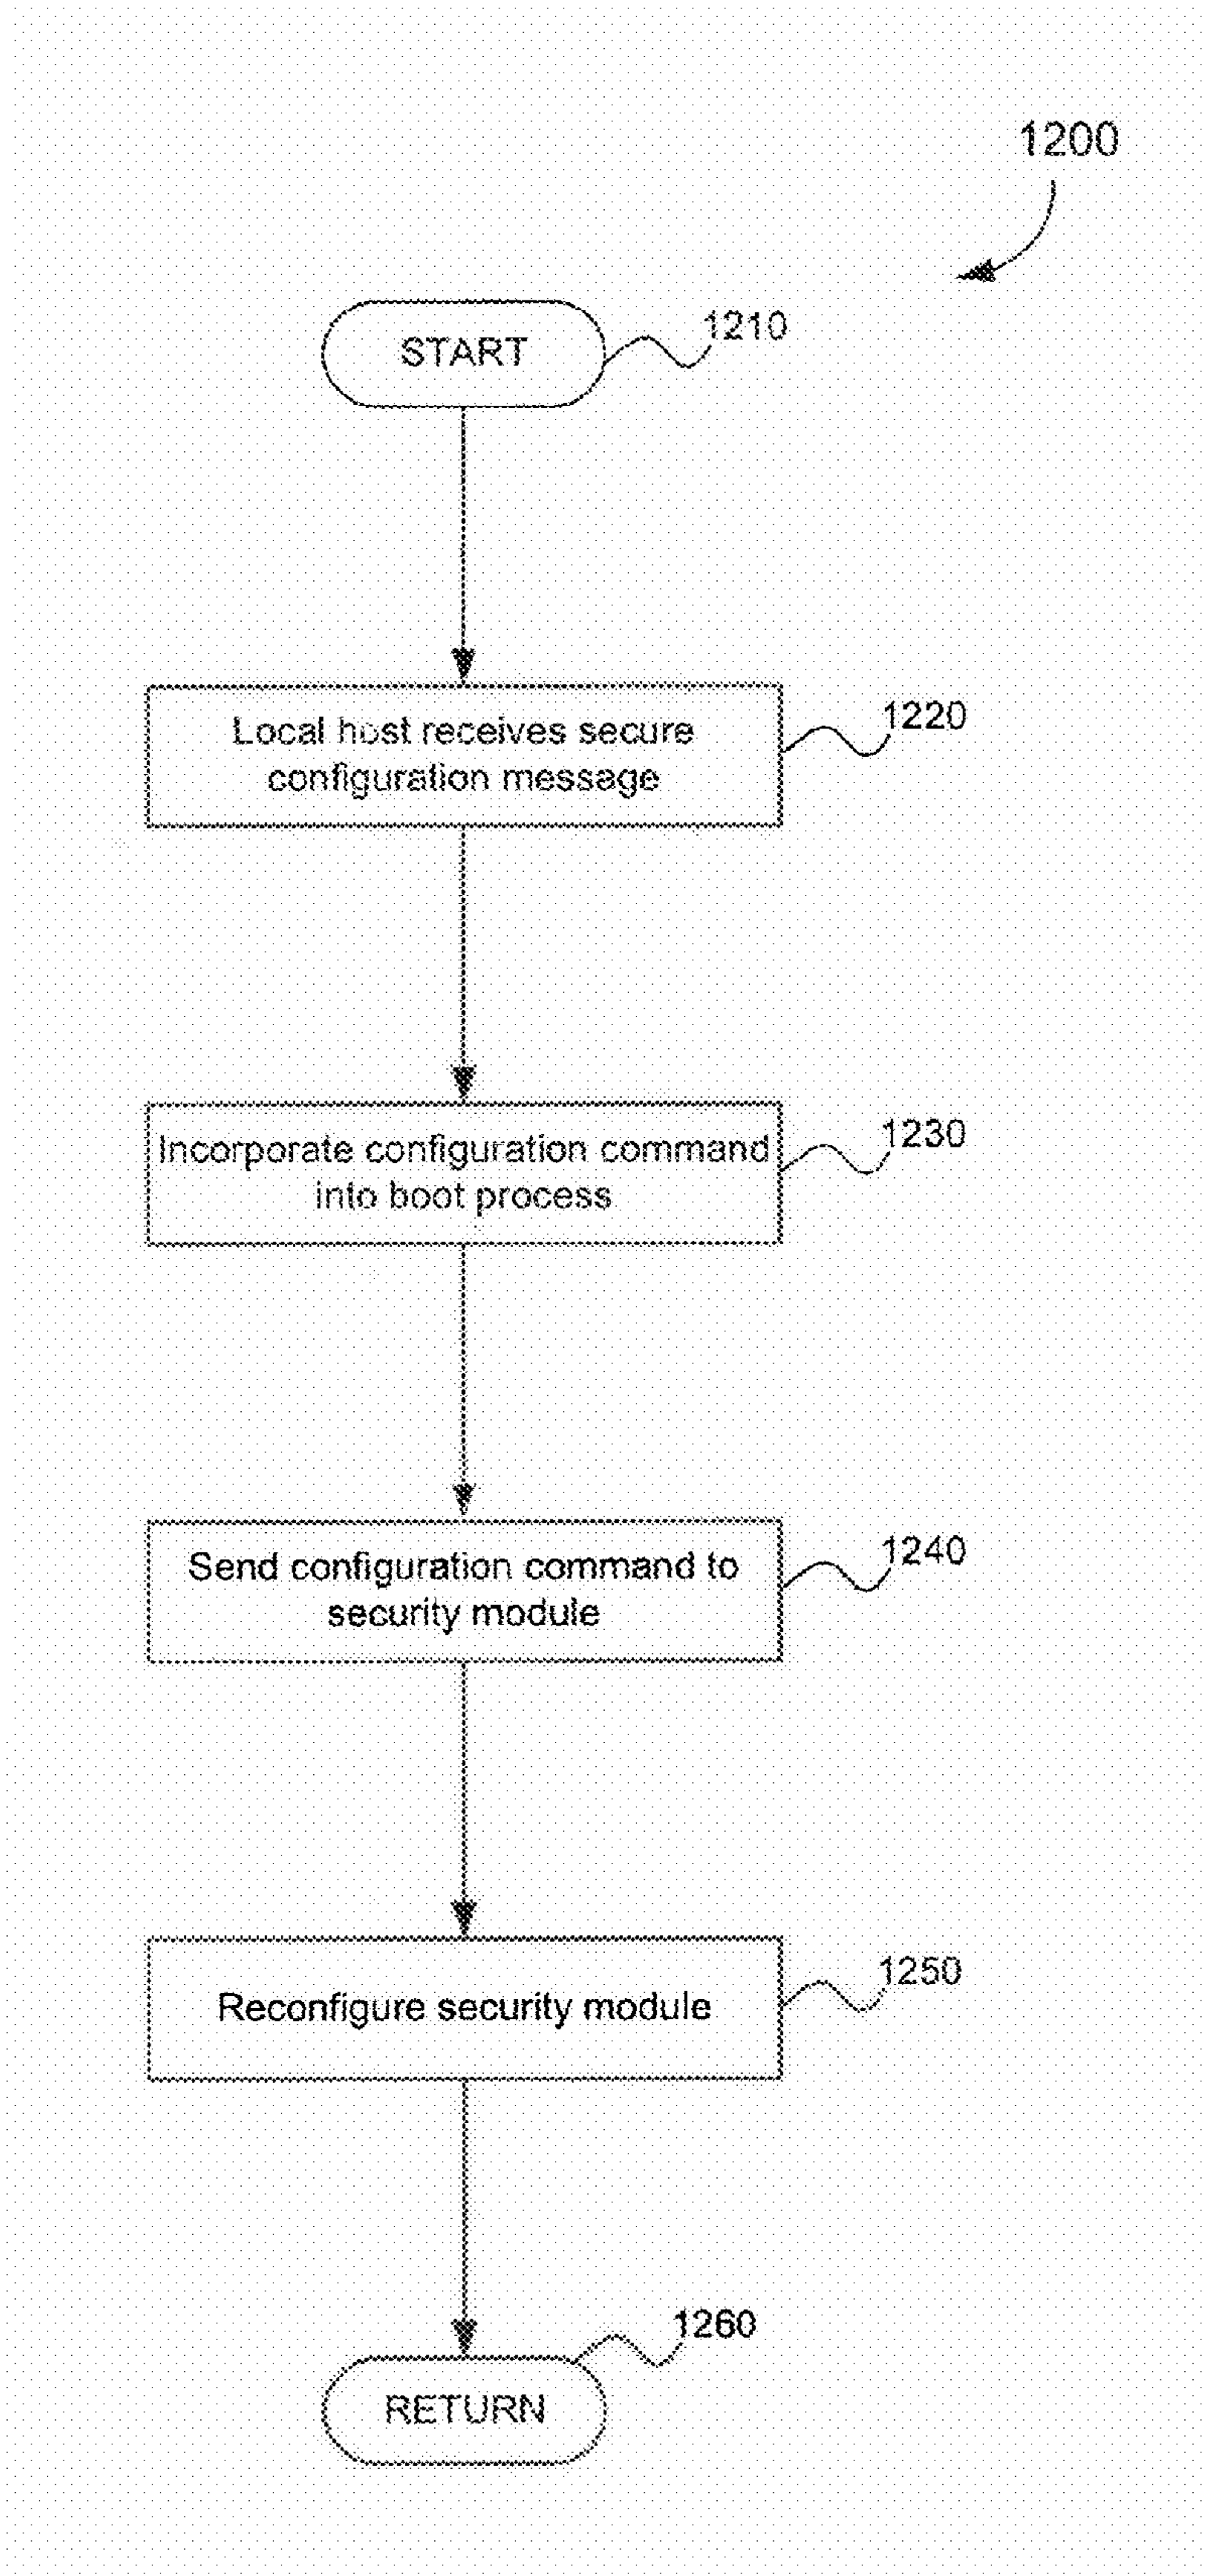 1200
START
1210
Local host receives secure
configuration message
1220
Incorporate configuration command
into boot process
1230
Send configuration command to
security module
1240
Reconfigure security module
1250
1260
RETURN